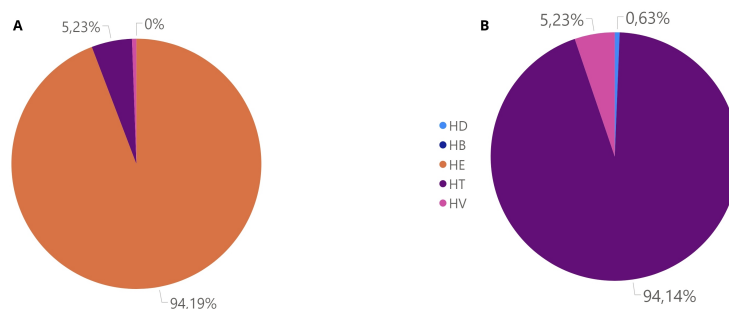 A
5,23%
0%
94,19%
HD
HB
HE
HT
HV
B
5,23%
0,63%
94,14%